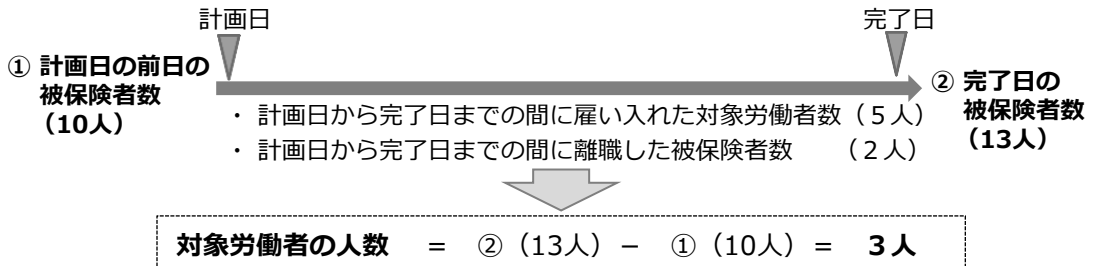 計画日
完了日
① 計画日の前日の
被保険者数
（10人）
② 完了日の
被保険者数
（13人）
・ 計画日から完了日までの間に雇い入れた対象労働者数（５人）
・ 計画日から完了日までの間に離職した被保険者数　　（２人）
対象労働者の人数　＝　②（13人）－　①（10人）＝　３人